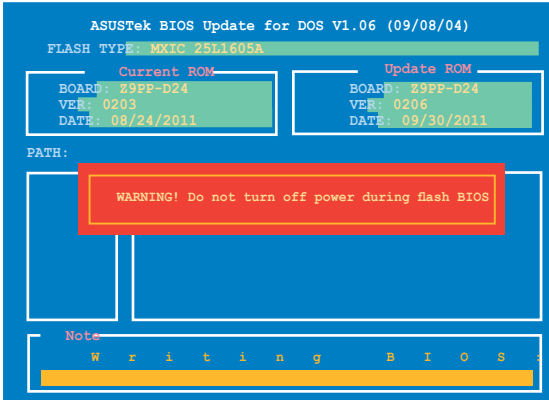 ASUSTek BIOS Update for DOS V1.06 (09/08/04)
FLASH TYPE: MXIC 25L1605A
Current ROM
BOARD: Z9PP-D24
VER: 0203
DATE: 08/24/2011
Update ROM
BOARD: Z9PP-D24
VER: 0206
DATE: 09/30/2011
PATH:
WARNING! Do not turn off power during flash BIOS
Note
Writing BIOS: